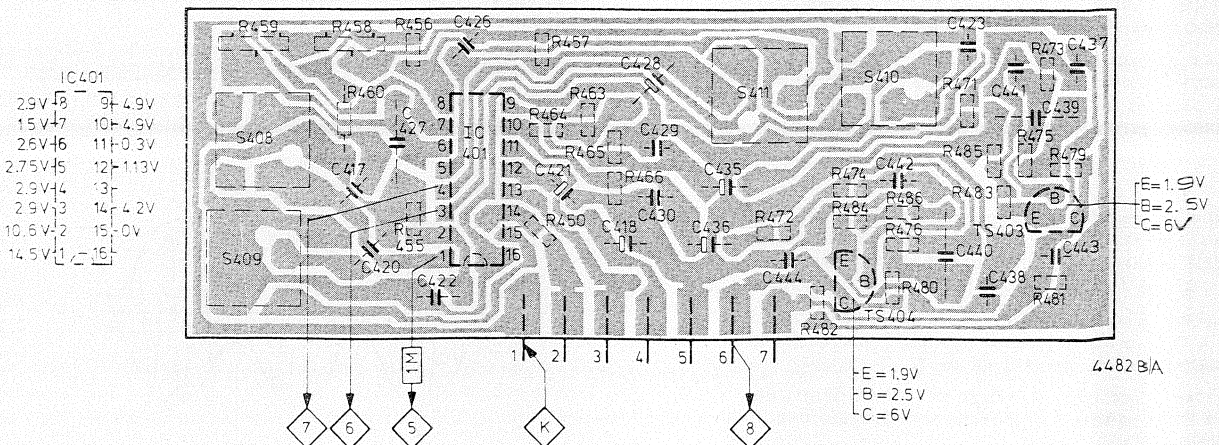 IC401
2.9V 8 9 4.9V
1.5V 7 10 4.9V
2.6V 6 11 0.3V
2.75V 5 12 1.13V
2.9V 4 13
2.9V 3 14 4.2V
10,6V 2 15 0V
14.5V 1 16
R459 R458 R456 C426 R457 C428 S411 S410 C423 R473 C437
R460 C427 R464 R463 R471 C441 C439
S408 R465 C429 R485 R475 R479
8 9
7 10
6 IC 11
5 401 12
4 13
3 14
2 15
1 16
C417 C421 R466 C435 R474 C442 R483
R455 R450 C430 R484 R486 TS403 E B C
C418 C436 R472 R476 C440 C443
S409 C420 C422 C444 E B C R480 C438 R481
R482 TS404
1 2 3 4 5 6 7
E=1.9V
B=2.5V
C=6V
4482B/A
1M
E=1.9V
B=2.5V
C=6V
7 6 5 K 8